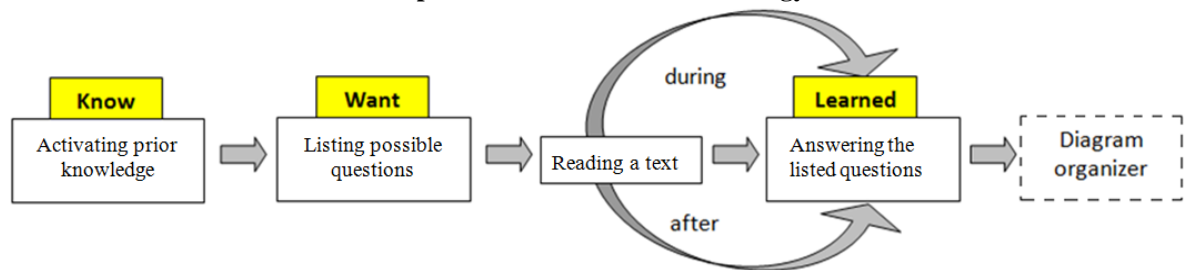 Know
Activating prior
knowledge
Want
Listing possible
questions
Reading a text
during
after
Learned
Answering the
listed questions
Diagram
organizer